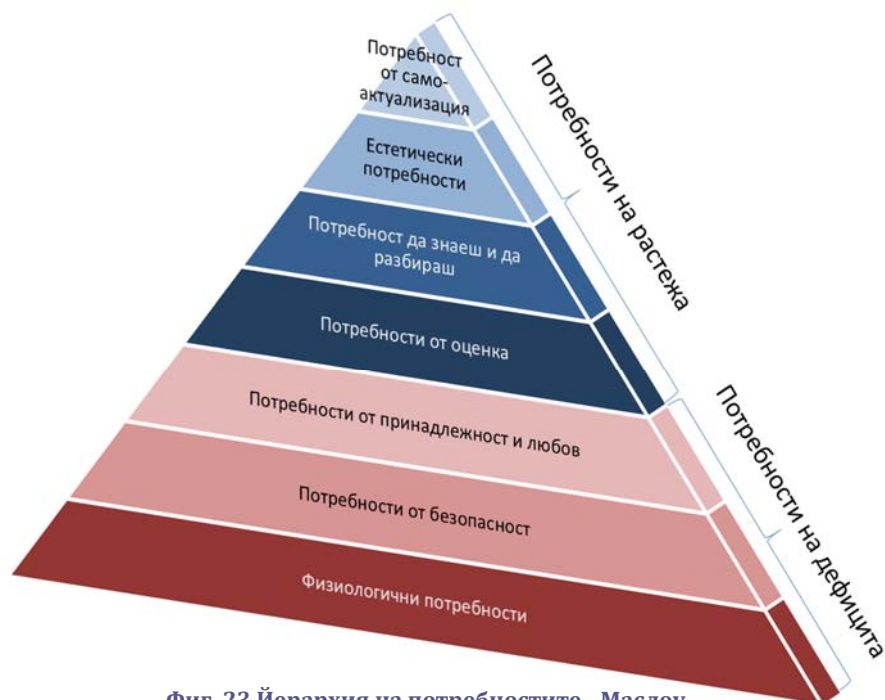 Потребност
от само-
актуализация
Естетически
потребности
Потребност да знаеш и да
разбираш
Потребности от оценка
Потребности от принадлежност и любов
Потребности от безопасност
Физиологични потребности
Потребности на растежа
Потребности на дефицита
Фиг. 23 Йерархия на потребностите - Маслоу